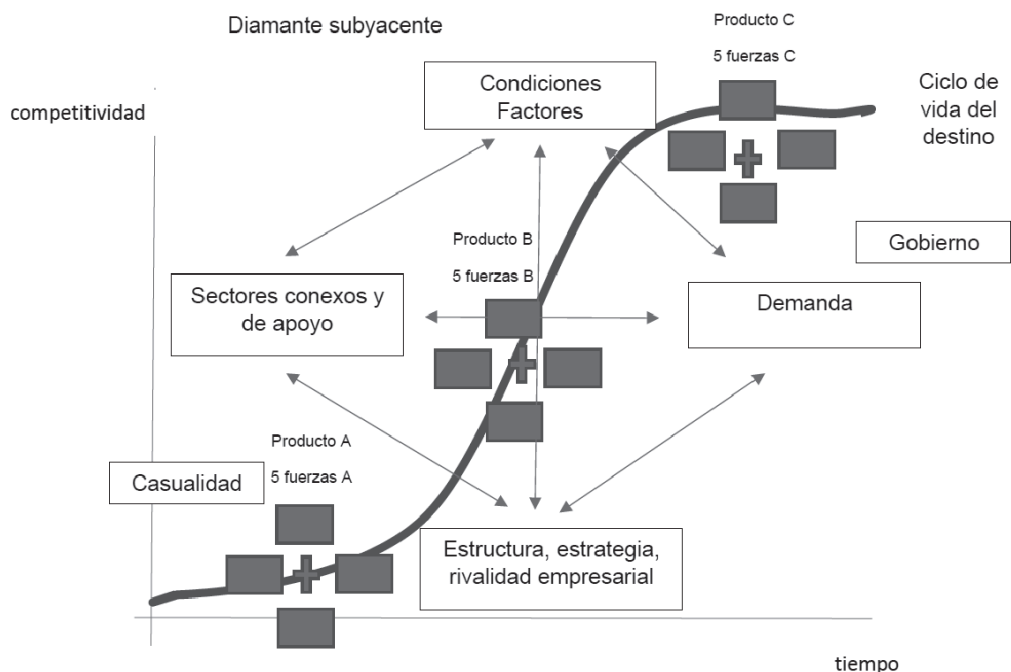 Diamante subyacente
Producto C
5 fuerzas C
Condiciones
Factores
Ciclo de
vida del
destino
competitividad
Producto B
5 fuerzas B
Gobierno
Sectores conexos y
de apoyo
Demanda
Producto A
5 fuerzas A
Casualidad
Estructura, estrategia,
rivalidad empresarial
tiempo